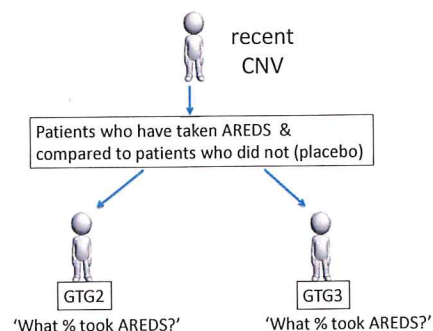 recent
CNV
Patients who have taken AREDS &
compared to patients who did not (placebo)
GTG2
GTG3
'What % took AREDS?'
'What % took AREDS?'